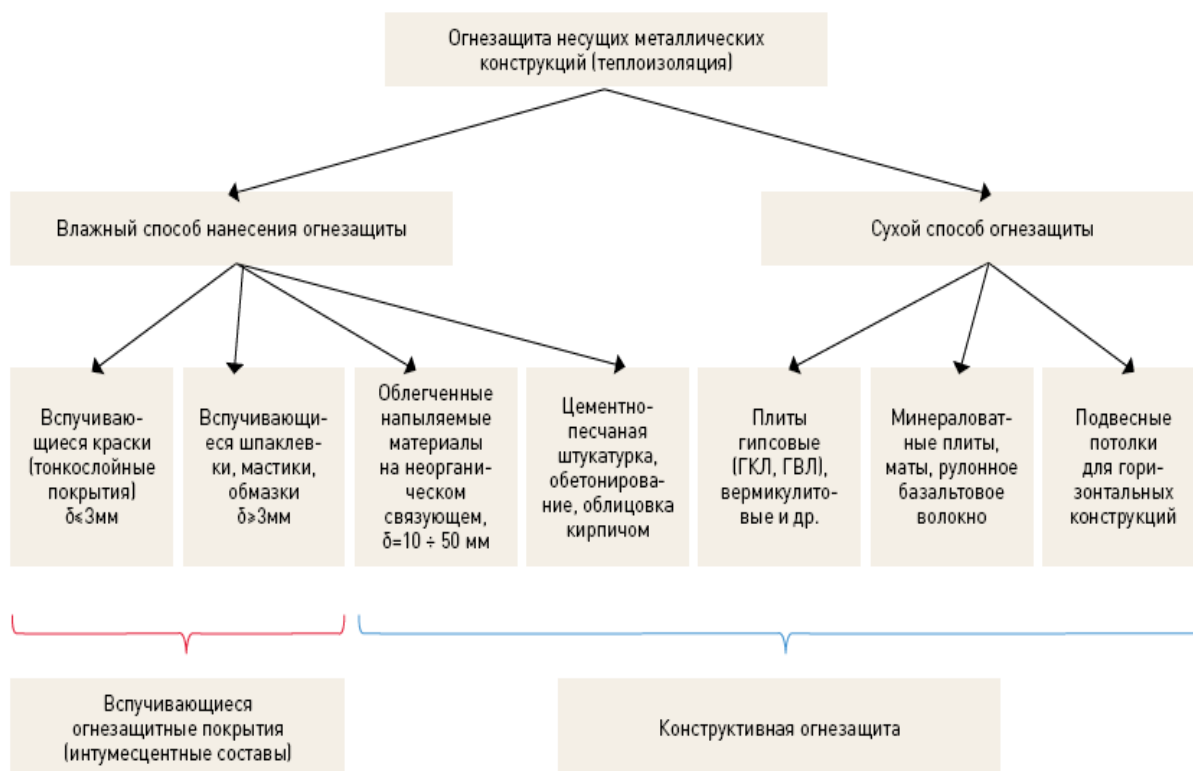 Огнезащита несущих металлических
конструкций (теплоизоляция)
Влажный способ нанесения огнезащиты
Сухой способ огнезащиты
Вспучиваю-
щиеся краски
(тонкослойные
покрытия)
δ⩽3мм
Вспучивающи-
еся шпаклев-
ки, мастики,
обмазки
δ⩾3мм
Облегченные
напыляемые
материалы
на неоргани-
ческом
связующем,
δ=10 ÷ 50 мм
Цементно-
песчаная
штукатурка,
обетонирова-
ние, облицовка
кирпичом
Плиты
гипсовые
(ГКЛ, ГВЛ),
вермикулито-
вые и др.
Минераловат-
ные плиты,
маты, рулонное
базальтовое
волокно
Подвесные
потолки
для гори-
зонтальных
конструкций
Вспучивающиеся
огнезащитные покрытия
(интумесцентные составы)
Конструктивная огнезащита